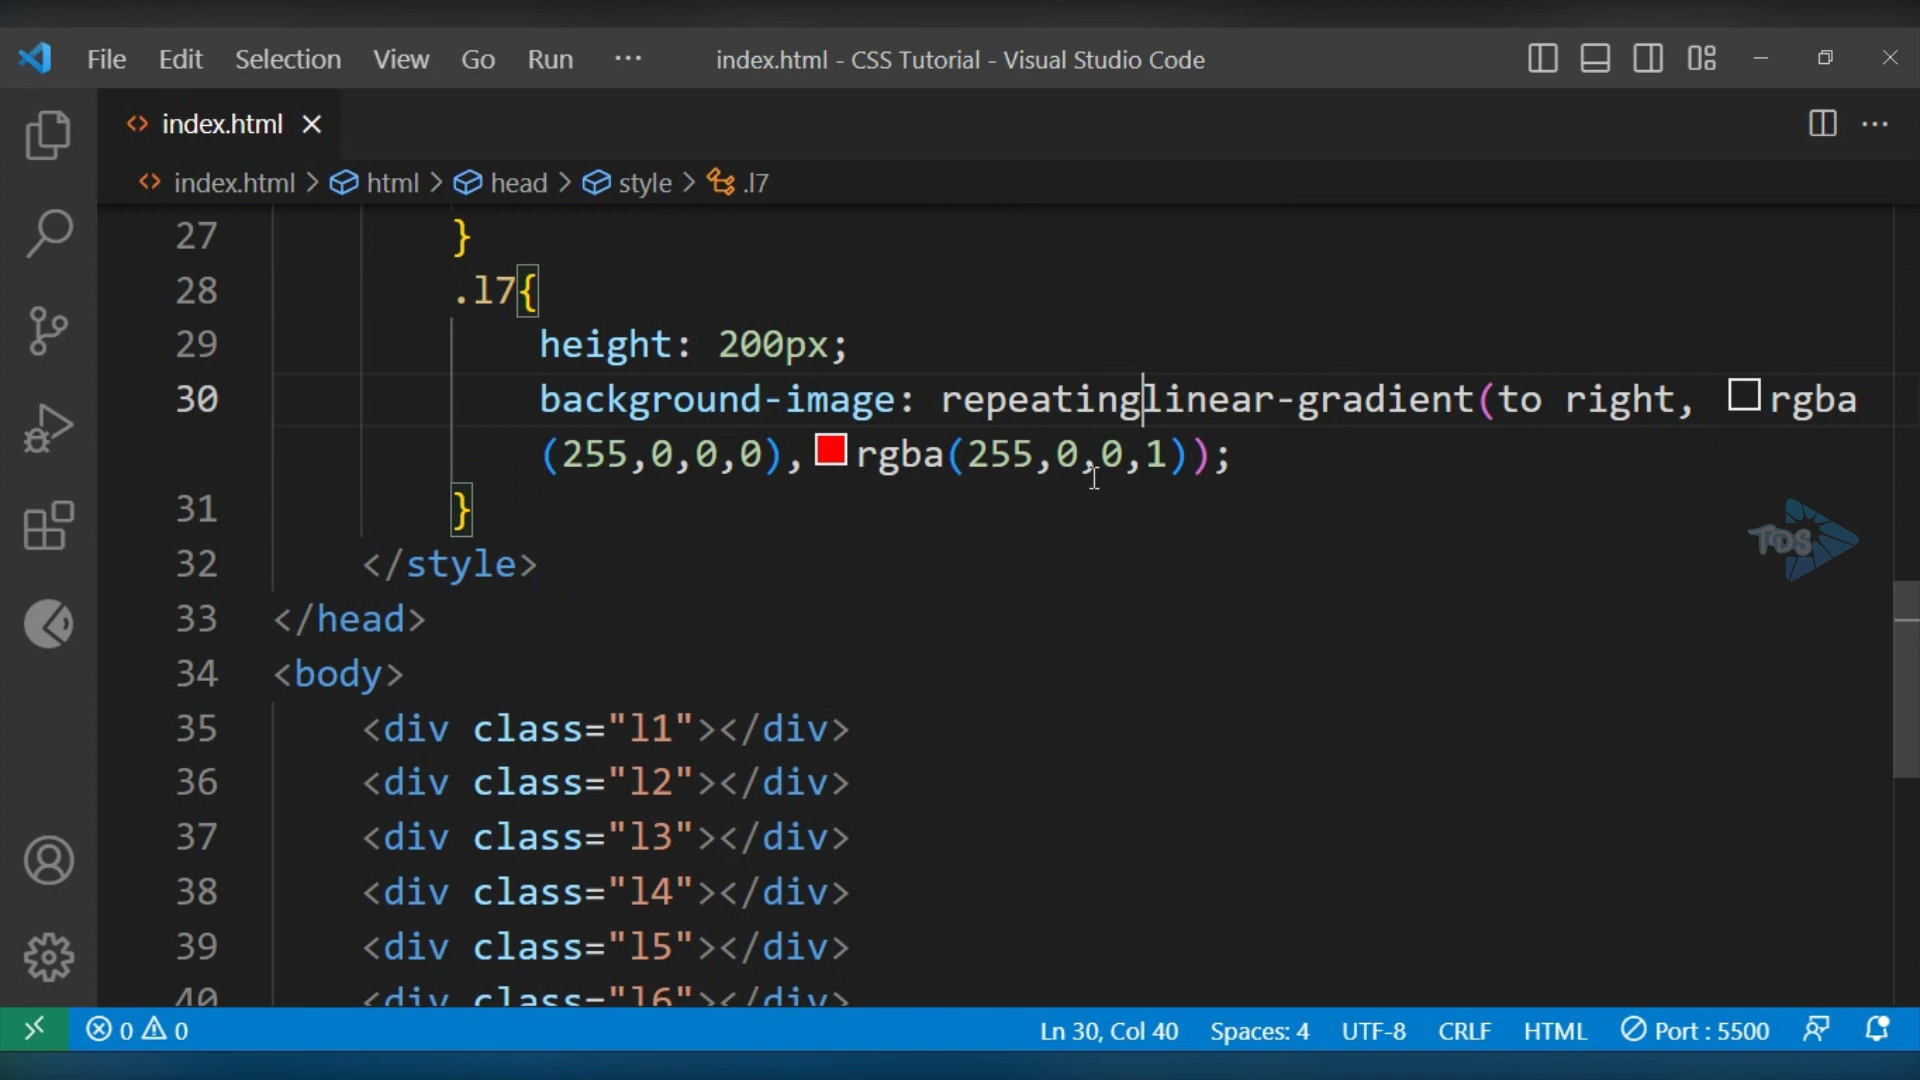 File Edit Selection View Go Run ··· index.html - CSS Tutorial - Visual Studio Code
index.html
index.html > html > head > style > .l7
27 }
28 .l7{
29 height: 200px;
30 background-image: repeatinglinear-gradient(to right, rgba
(255,0,0,0), rgba(255,0,0,1));
31 }
32 </style>
33 </head>
34 <body>
35 <div class="l1"></div>
36 <div class="l2"></div>
37 <div class="l3"></div>
38 <div class="l4"></div>
39 <div class="l5"></div>
40 <div class="l6"></div>
TDS
0 0 Ln 30, Col 40 Spaces: 4 UTF-8 CRLF HTML Port : 5500